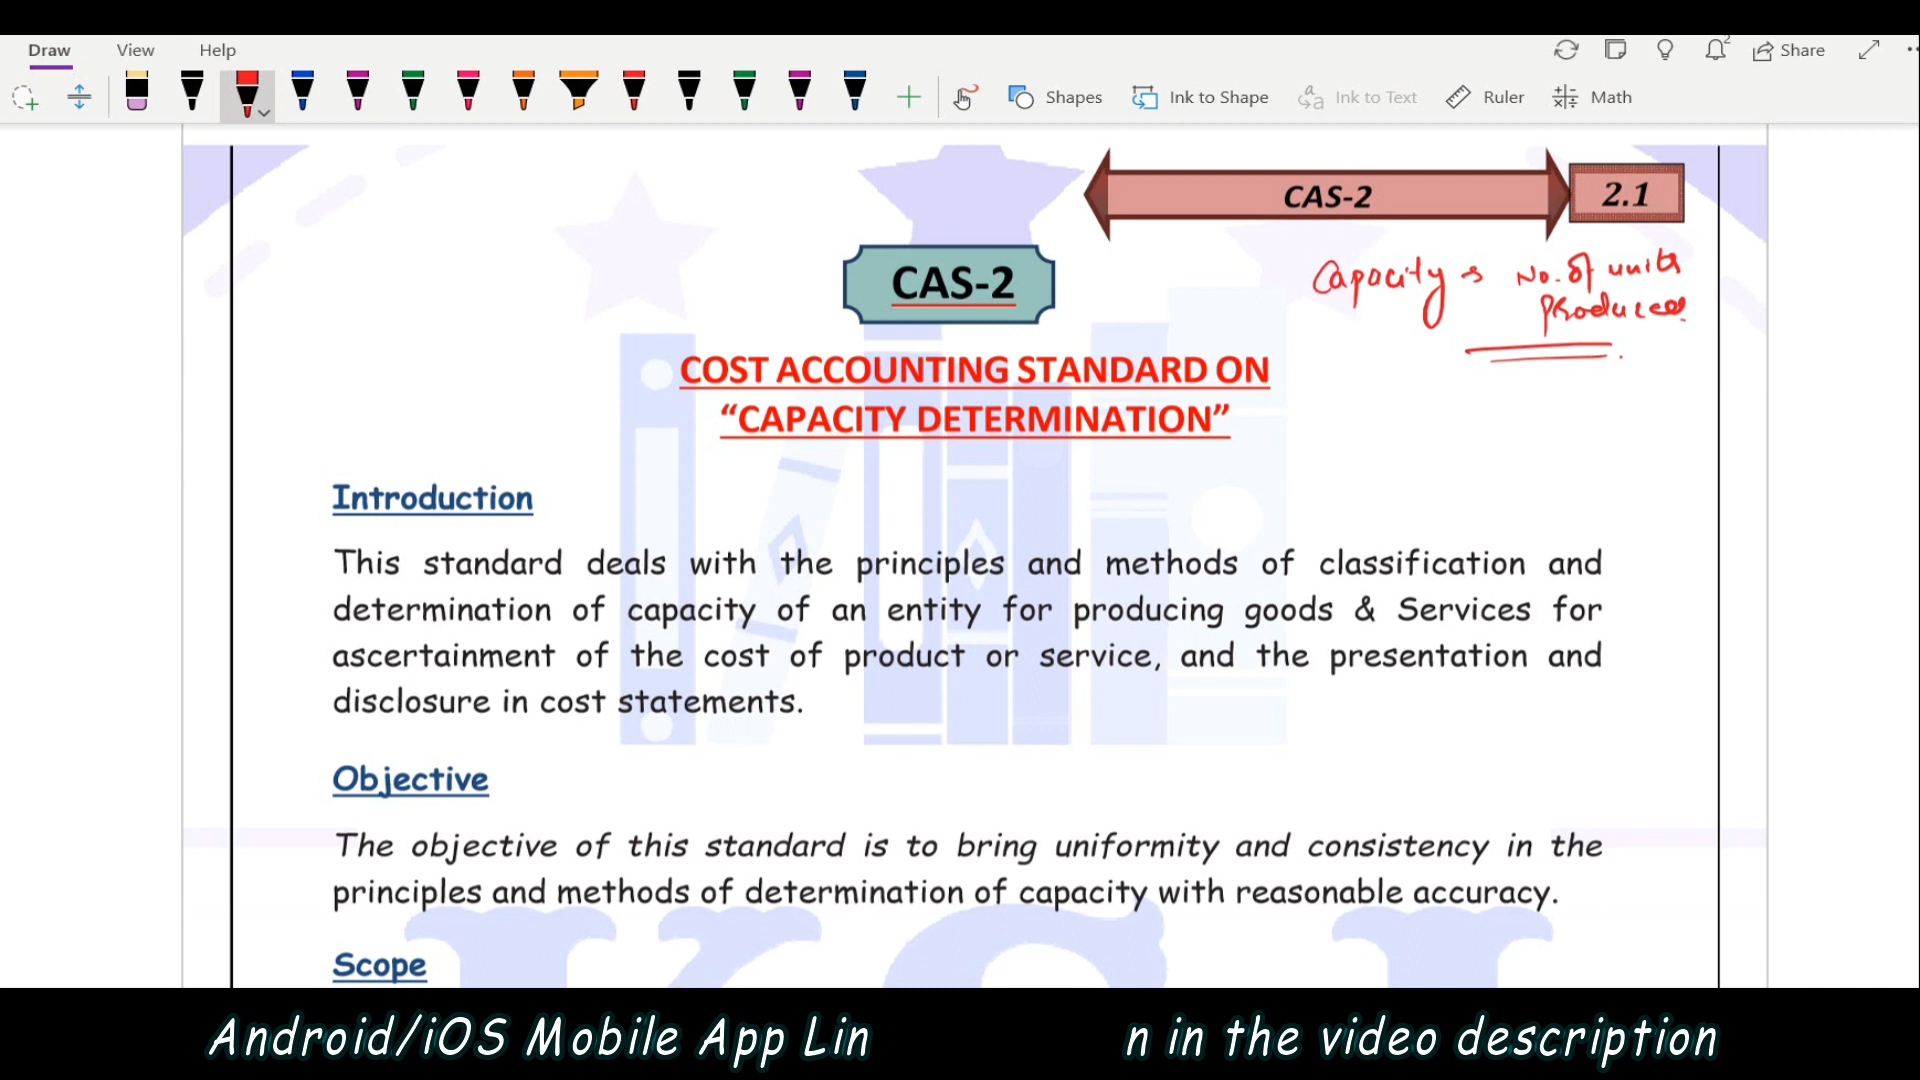 Draw View Help
2
Share
Shapes Ink to Shape Ink to Text Ruler Math
CAS-2 2.1
CAS-2
Capacity No. of units
produced
COST ACCOUNTING STANDARD ON
“CAPACITY DETERMINATION”
Introduction
This standard deals with the principles and methods of classification and
determination of capacity of an entity for producing goods & Services for
ascertainment of the cost of product or service, and the presentation and
disclosure in cost statements.
Objective
The objective of this standard is to bring uniformity and consistency in the
principles and methods of determination of capacity with reasonable accuracy.
Scope
Android/iOS Mobile App Lin n in the video description